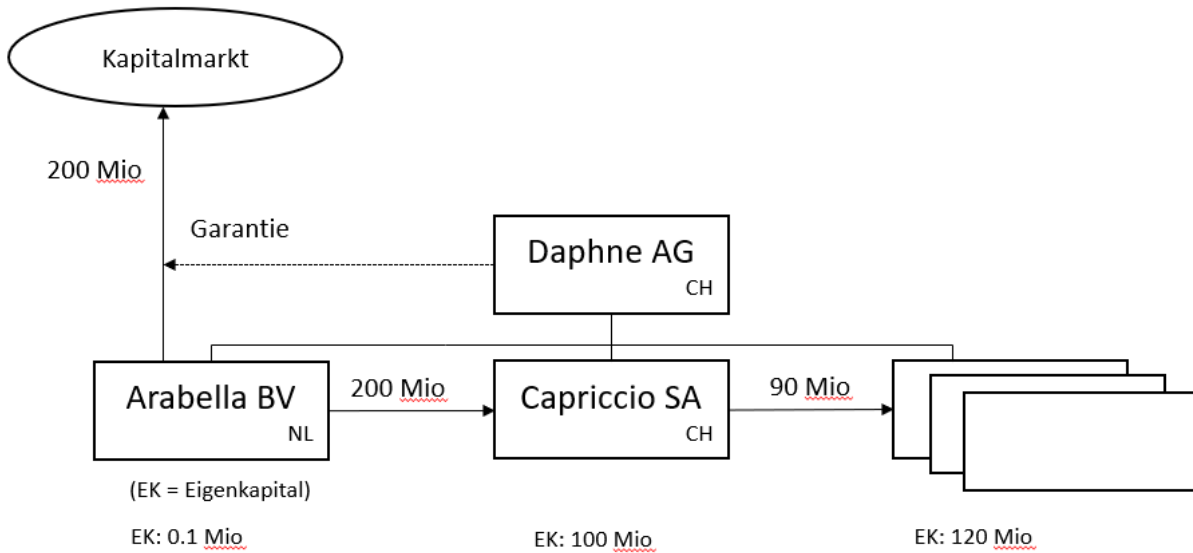 Kapitalmarkt
200 Mio
Garantie
Daphne AG
CH
Arabella BV
NL
200 Mio
Capriccio SA
CH
90 Mio
(EK = Eigenkapital)
EK: 0.1 Mio
EK: 100 Mio
EK: 120 Mio